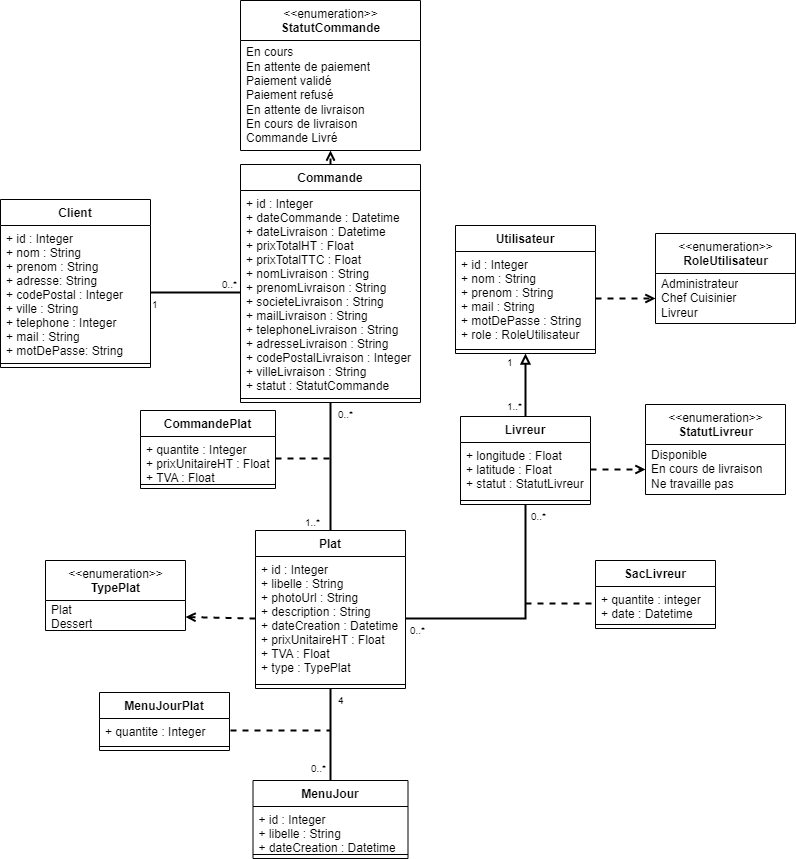 <<enumeration>>
StatutCommande
En cours
En attente de paiement
Paiement validé
Paiement refusé
En attente de livraison
En cours de livraison
Commande Livré
Commande
+ id : Integer
+ dateCommande : Datetime
+ dateLivraison : Datetime
+ prixTotalHT : Float
+ prixTotalTTC : Float
+ nomLivraison : String
+ prenomLivraison : String
+ societeLivraison : String
+ mailLivraison : String
+ telephoneLivraison : String
+ adresseLivraison : String
+ codePostalLivraison : Integer
+ villeLivraison : String
+ statut : StatutCommande
Client
+ id : Integer
+ nom : String
+ prenom : String
+ adresse: String
+ codePostal : Integer
+ ville : String
+ telephone : Integer
+ mail : String
+ motDePasse: String
1
0..*
Utilisateur
+ id : Integer
+ nom : String
+ prenom : String
+ mail : String
+ motDePasse : String
+ role : RoleUtilisateur
<<enumeration>>
RoleUtilisateur
Administrateur
Chef Cuisinier
Livreur
1
1..*
0..*
CommandePlat
+ quantite : Integer
+ prixUnitaireHT : Float
+ TVA : Float
1..*
Livreur
+ longitude : Float
+ latitude : Float
+ statut : StatutLivreur
<<enumeration>>
StatutLivreur
Disponible
En cours de livraison
Ne travaille pas
0..*
Plat
+ id : Integer
+ libelle : String
+ photoUrl : String
+ description : String
+ dateCreation : Datetime
+ prixUnitaireHT : Float
+ TVA : Float
+ type : TypePlat
<<enumeration>>
TypePlat
Plat
Dessert
SacLivreur
+ quantite : integer
+ date : Datetime
0..*
4
MenuJourPlat
+ quantite : Integer
0..*
MenuJour
+ id : Integer
+ libelle : String
+ dateCreation : Datetime